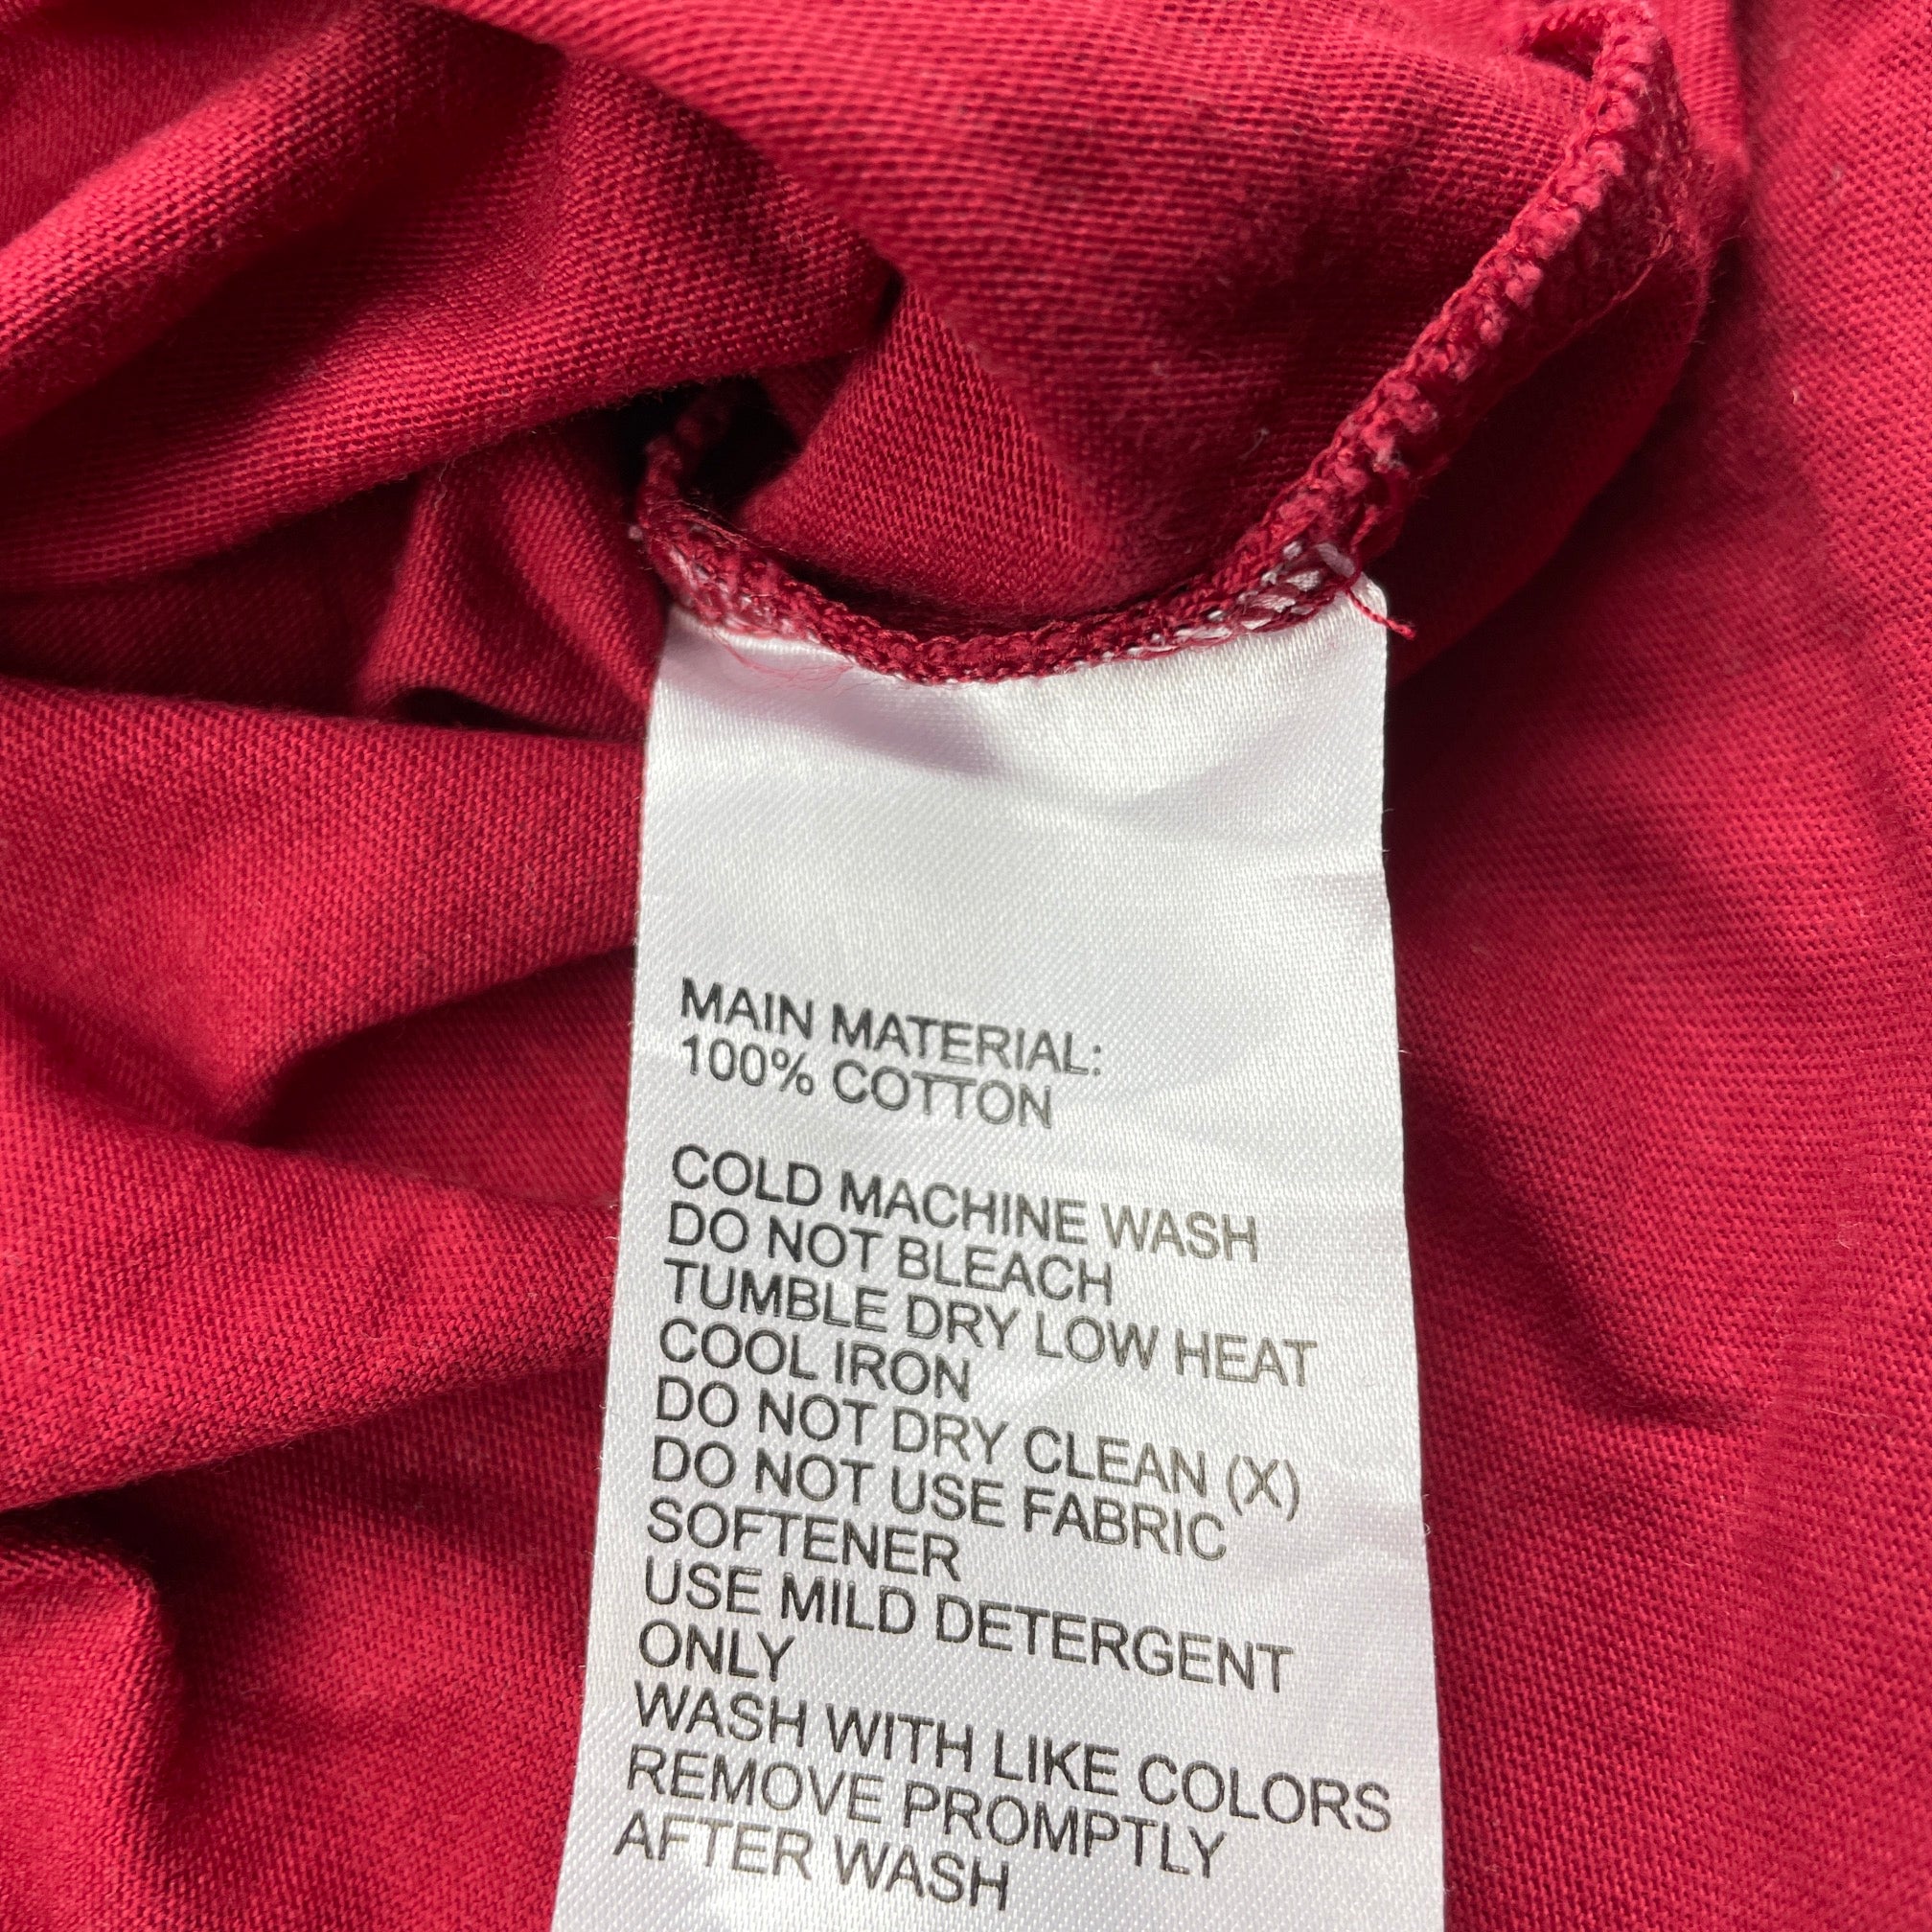 MAIN MATERIAL:
100% COTTON
COLD MACHINE WASH
DO NOT BLEACH
TUMBLE DRY LOW HEAT
COOL IRON
DO NOT DRY CLEAN (X)
DO NOT USE FABRIC
SOFTENER
USE MILD DETERGENT
ONLY
WASH WITH LIKE COLORS
REMOVE PROMPTLY
AFTER WASH